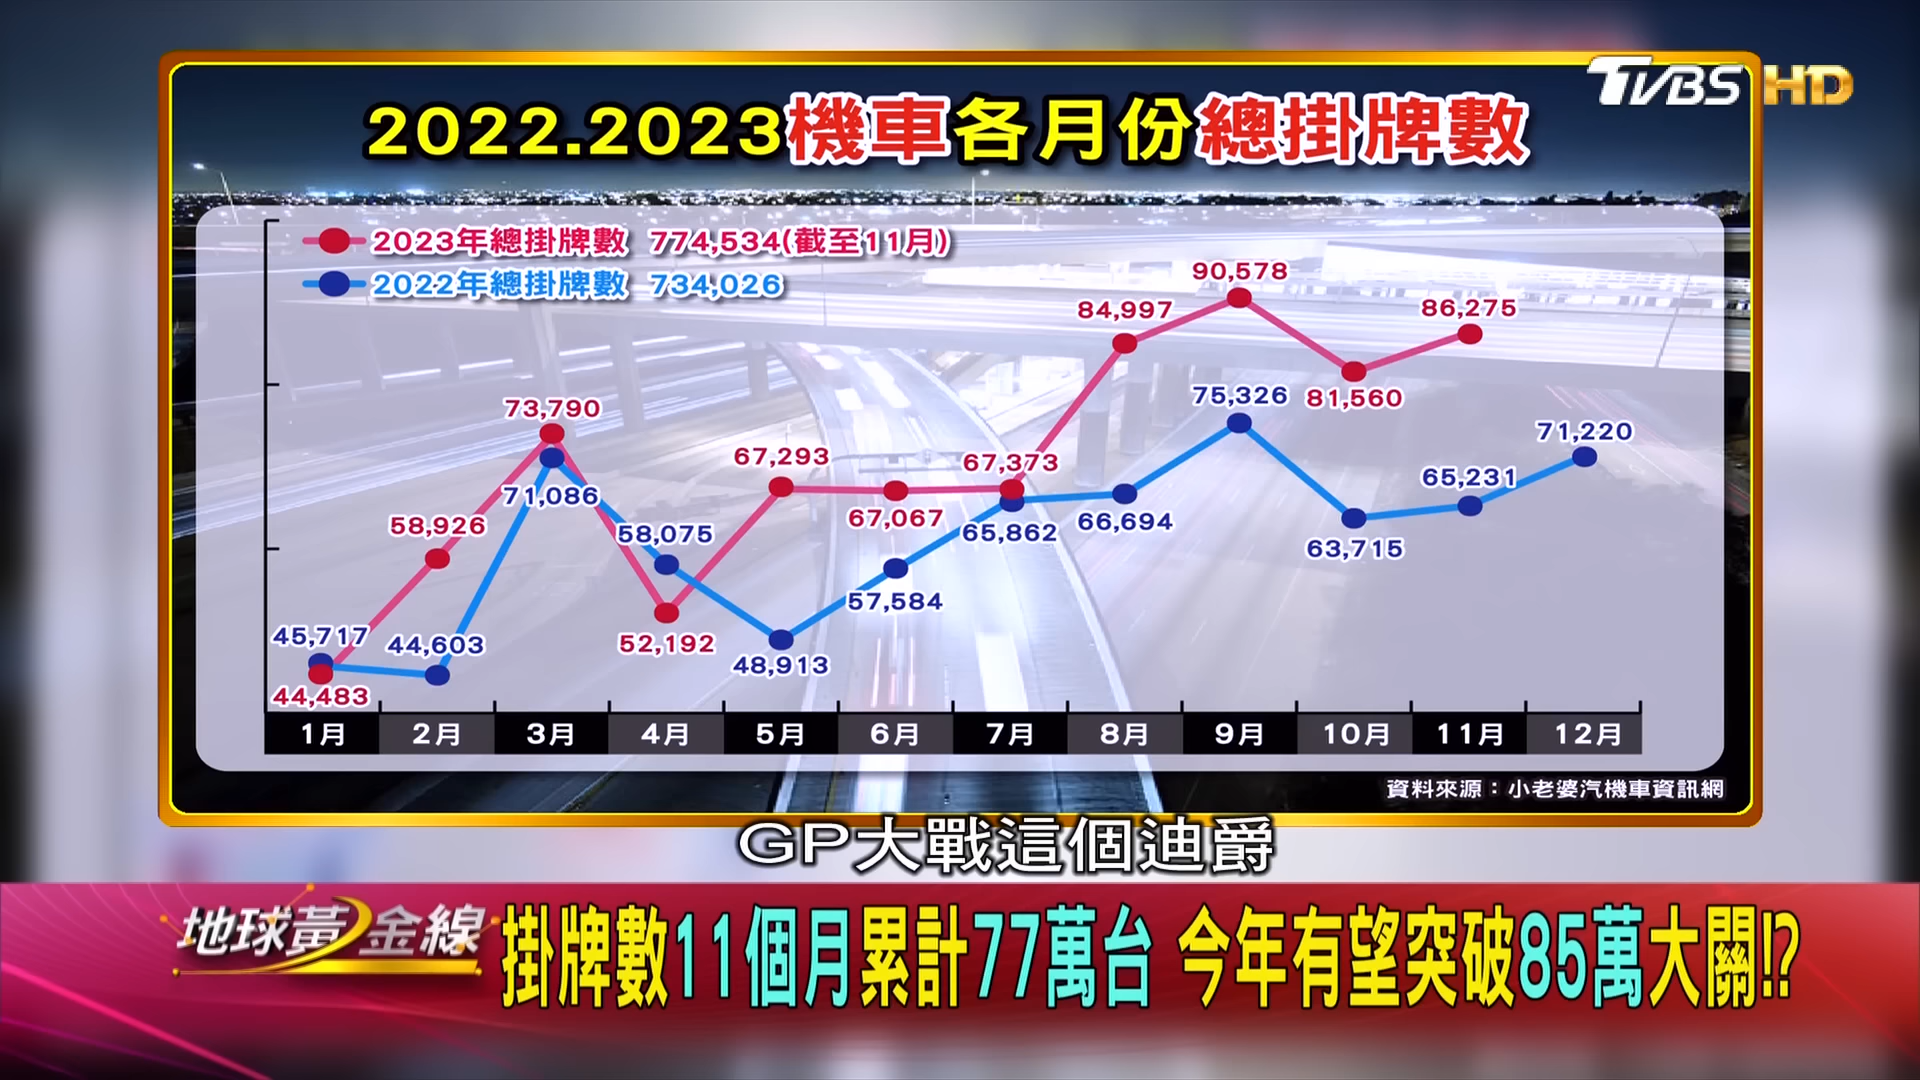 TVBS HD
2022.2023機車各月份總掛牌數
2023年總掛牌數 774,534(截至11月)
2022年總掛牌數 734,026
90,578
84,997
86,275
75,326
81,560
73,790
71,220
67,293
67,373
65,231
71,086
58,926
67,067
66,694
58,075
65,862
63,715
57,584
45,717
44,603
52,192
48,913
44,483
1月 2月 3月 4月 5月 6月 7月 8月 9月 10月 11月 12月
資料來源：小老婆汽機車資訊網
GP大戰這個迪爵
地球黃金線
掛牌數11個月累計77萬台 今年有望突破85萬大關!?